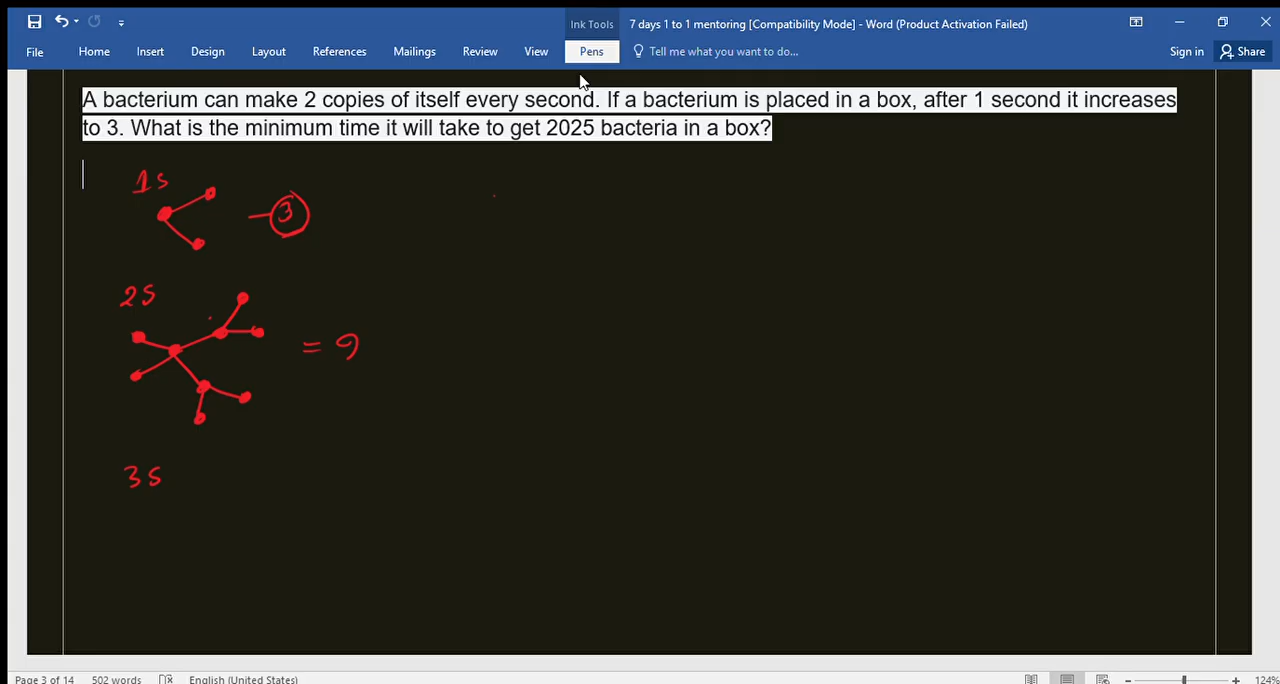 Ink Tools
7 days 1 to 1 mentoring [Compatibility Mode] - Word (Product Activation Failed)
File Home Insert Design Layout References Mailings Review View Pens Tell me what you want to do... Sign in Share
A bacterium can make 2 copies of itself every second. If a bacterium is placed in a box, after 1 second it increases
to 3. What is the minimum time it will take to get 2025 bacteria in a box?
1s
3
2s
= 9
3s
Page 3 of 14 502 words English (United States) 124%